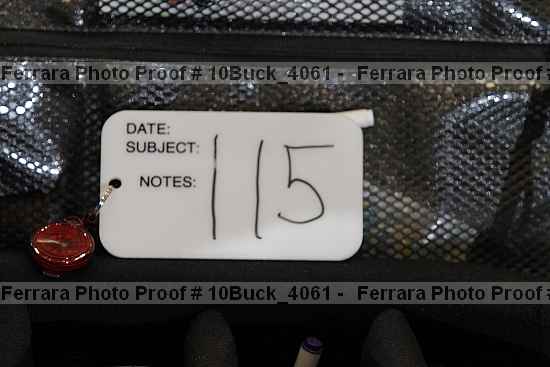 Ferrara Photo Proof # 10Buck_4061 - Ferrara Photo Proof #
DATE:
SUBJECT:
NOTES:
115
Ferrara Photo Proof # 10Buck_4061 - Ferrara Photo Proof #